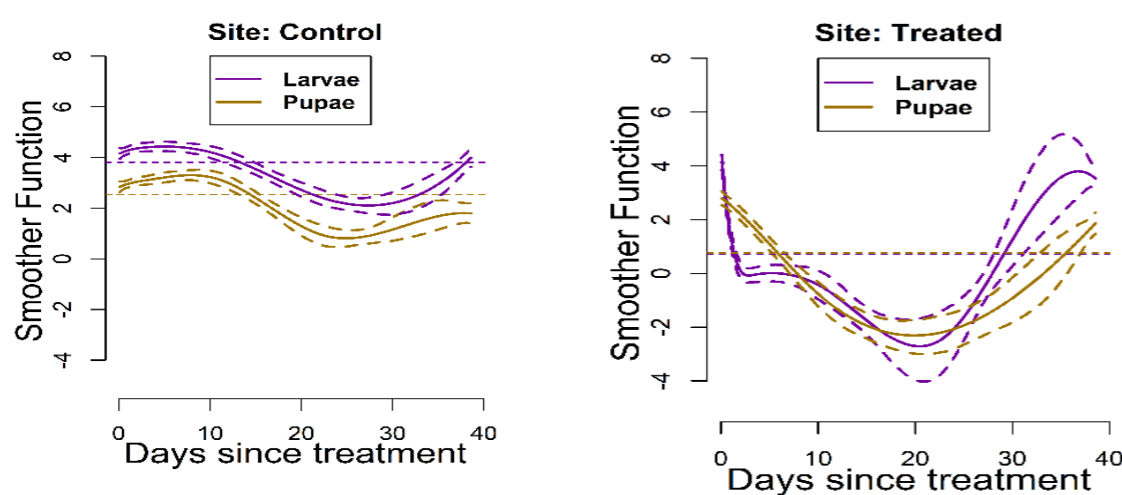 Site: Control
Larvae
Pupae
Smoother Function
8
6
4
2
0
-2
-4
0 10 20 30 40
Days since treatment
Site: Treated
Larvae
Pupae
Smoother Function
8
6
4
2
0
-2
-4
0 10 20 30 40
Days since treatment